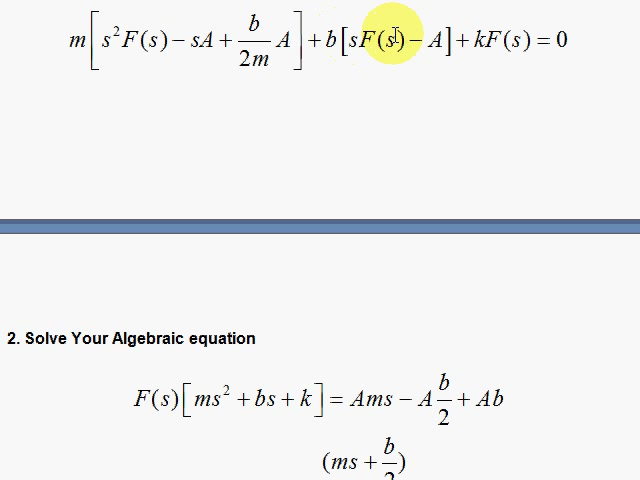 m[s²F(s) − sA + b/2m A] + b[sF(s) − A] + kF(s) = 0
2. Solve Your Algebraic equation
F(s)[ms² + bs + k] = Ams − A b/2 + Ab
(ms + b/2)